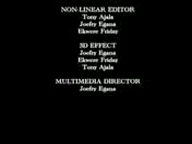 NON-LINEAR EDITOR
Tony Ajala
Joefry Egana
Ekwere Friday
3D EFFECT
Joefry Egana
Ekwere Friday
Tony Ajala
MULTIMEDIA DIRECTOR
Joefry Egana